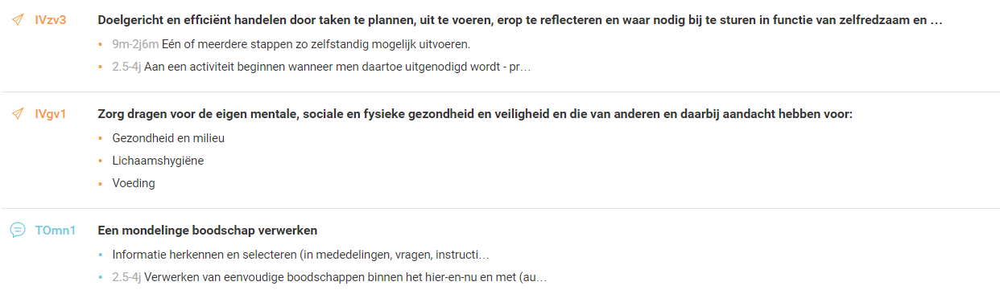 IVzv3 Doelgericht en efficiënt handelen door taken te plannen, uit te voeren, erop te reflecteren en waar nodig bij te sturen in functie van zelfredzaam en …
• 9m-2j6m Eén of meerdere stappen zo zelfstandig mogelijk uitvoeren.
• 2.5-4j Aan een activiteit beginnen wanneer men daartoe uitgenodigd wordt - pr…
IVgv1 Zorg dragen voor de eigen mentale, sociale en fysieke gezondheid en veiligheid en die van anderen en daarbij aandacht hebben voor:
• Gezondheid en milieu
• Lichaamshygiëne
• Voeding
TOmn1 Een mondelinge boodschap verwerken
• Informatie herkennen en selecteren (in mededelingen, vragen, instructi…
• 2.5-4j Verwerken van eenvoudige boodschappen binnen het hier-en-nu en met (au…